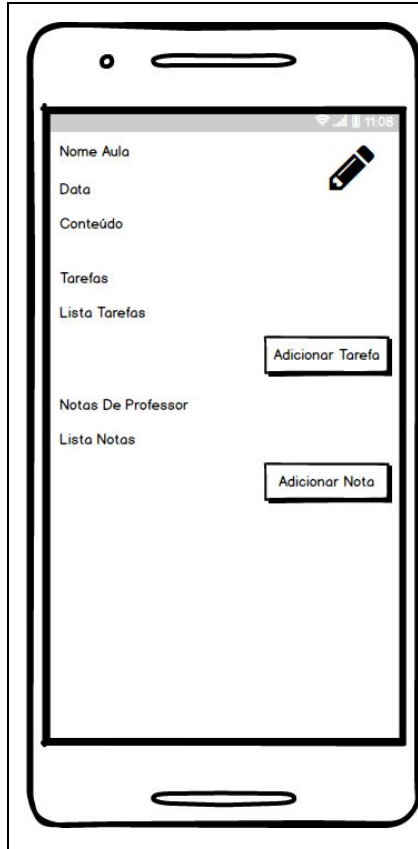 11:08
Nome Aula
Data
Conteúdo
Tarefas
Lista Tarefas
Adicionar Tarefa
Notas De Professor
Lista Notas
Adicionar Nota